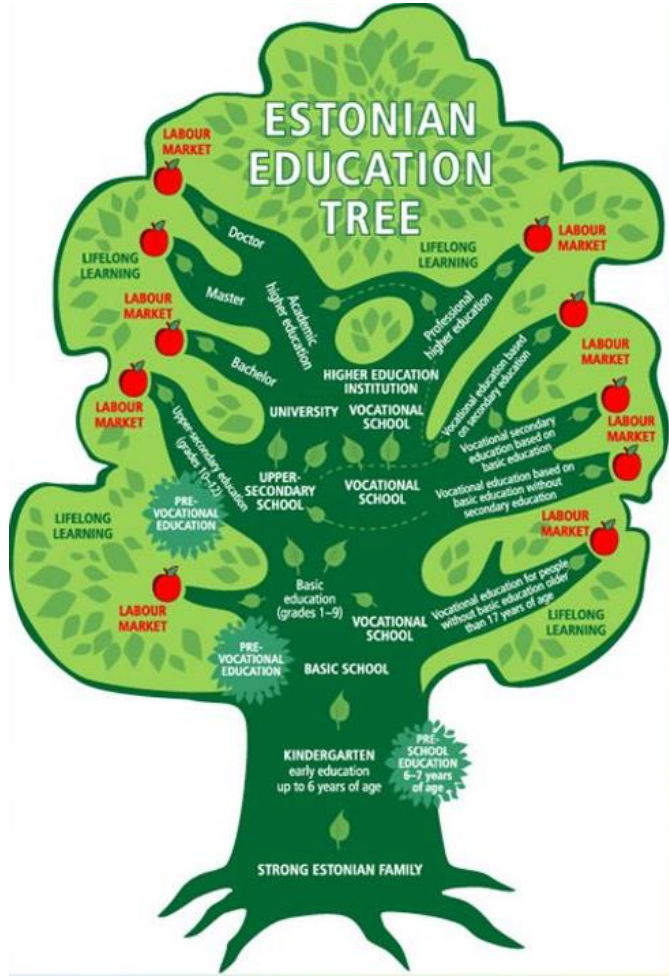 ESTONIAN
EDUCATION
TREE
LABOUR
MARKET
Doctor
LIFELONG
LEARNING
Master
Academic
higher education
LIFELONG
LEARNING
Professional
higher education
LABOUR
MARKET
LABOUR
MARKET
Bachelor
HIGHER EDUCATION
INSTITUTION
UNIVERSITY
VOCATIONAL
SCHOOL
Vocational education based
on secondary education
LABOUR
MARKET
LABOUR
MARKET
Upper-secondary education
(grades 10–12)
Vocational secondary
education based on
basic education
LABOUR
MARKET
UPPER-
SECONDARY
SCHOOL
VOCATIONAL
SCHOOL
Vocational education based on
basic education without
secondary education
PRE-
VOCATIONAL
EDUCATION
LIFELONG
LEARNING
LABOUR
MARKET
LABOUR
MARKET
Basic
education
(grades 1–9)
VOCATIONAL
SCHOOL
Vocational education for people
without basic education older
than 17 years of age
LIFELONG
LEARNING
PRE-
VOCATIONAL
EDUCATION
BASIC SCHOOL
KINDERGARTEN
early education
up to 6 years of age
PRE-
SCHOOL
EDUCATION
6–7 years
of age
STRONG ESTONIAN FAMILY